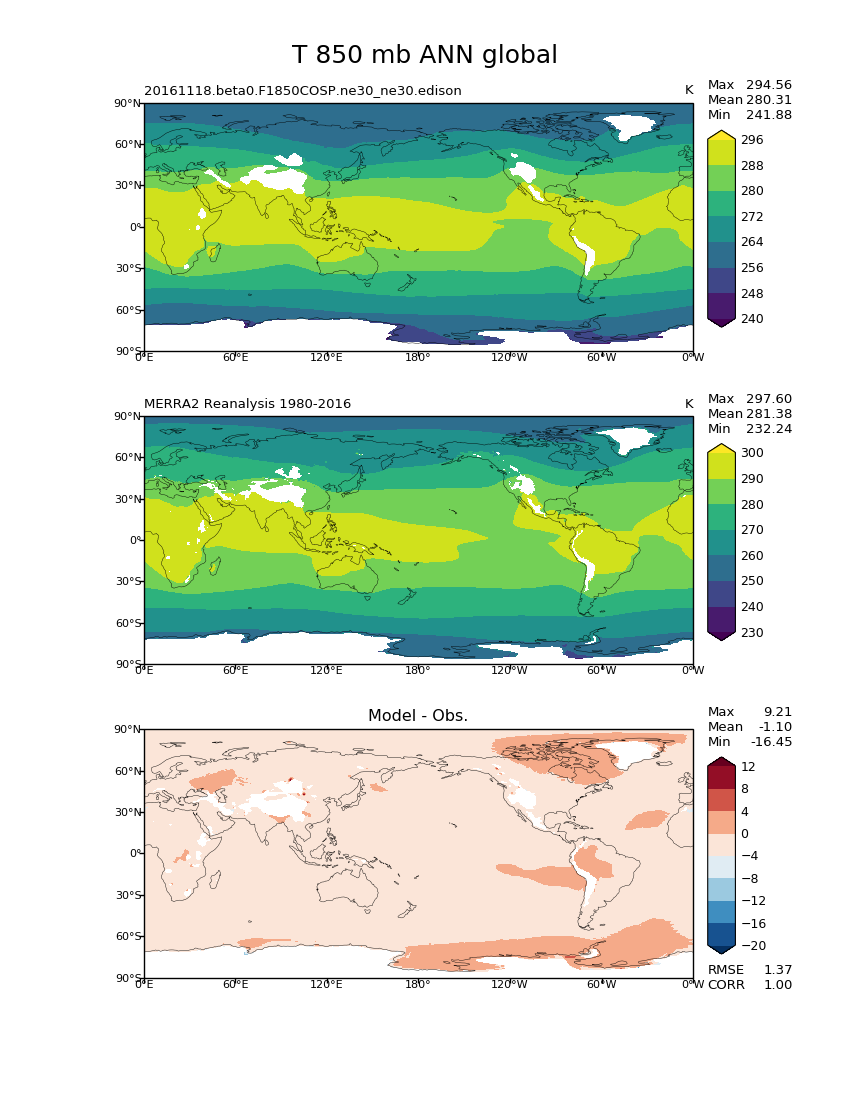 T 850 mb ANN global
20161118.beta0.F1850COSP.ne30_ne30.edison K
Max 294.56
Mean 280.31
Min 241.88
90°N
60°N
30°N
0°
30°S
60°S
90°S
0°E 60°E 120°E 180° 120°W 60°W 0°W
296
288
280
272
264
256
248
240
MERRA2 Reanalysis 1980-2016 K
Max 297.60
Mean 281.38
Min 232.24
90°N
60°N
30°N
0°
30°S
60°S
90°S
0°E 60°E 120°E 180° 120°W 60°W 0°W
300
290
280
270
260
250
240
230
Model - Obs.
Max 9.21
Mean -1.10
Min -16.45
90°N
60°N
30°N
0°
30°S
60°S
90°S
0°E 60°E 120°E 180° 120°W 60°W 0°W
12
8
4
0
−4
−8
−12
−16
−20
RMSE 1.37
CORR 1.00